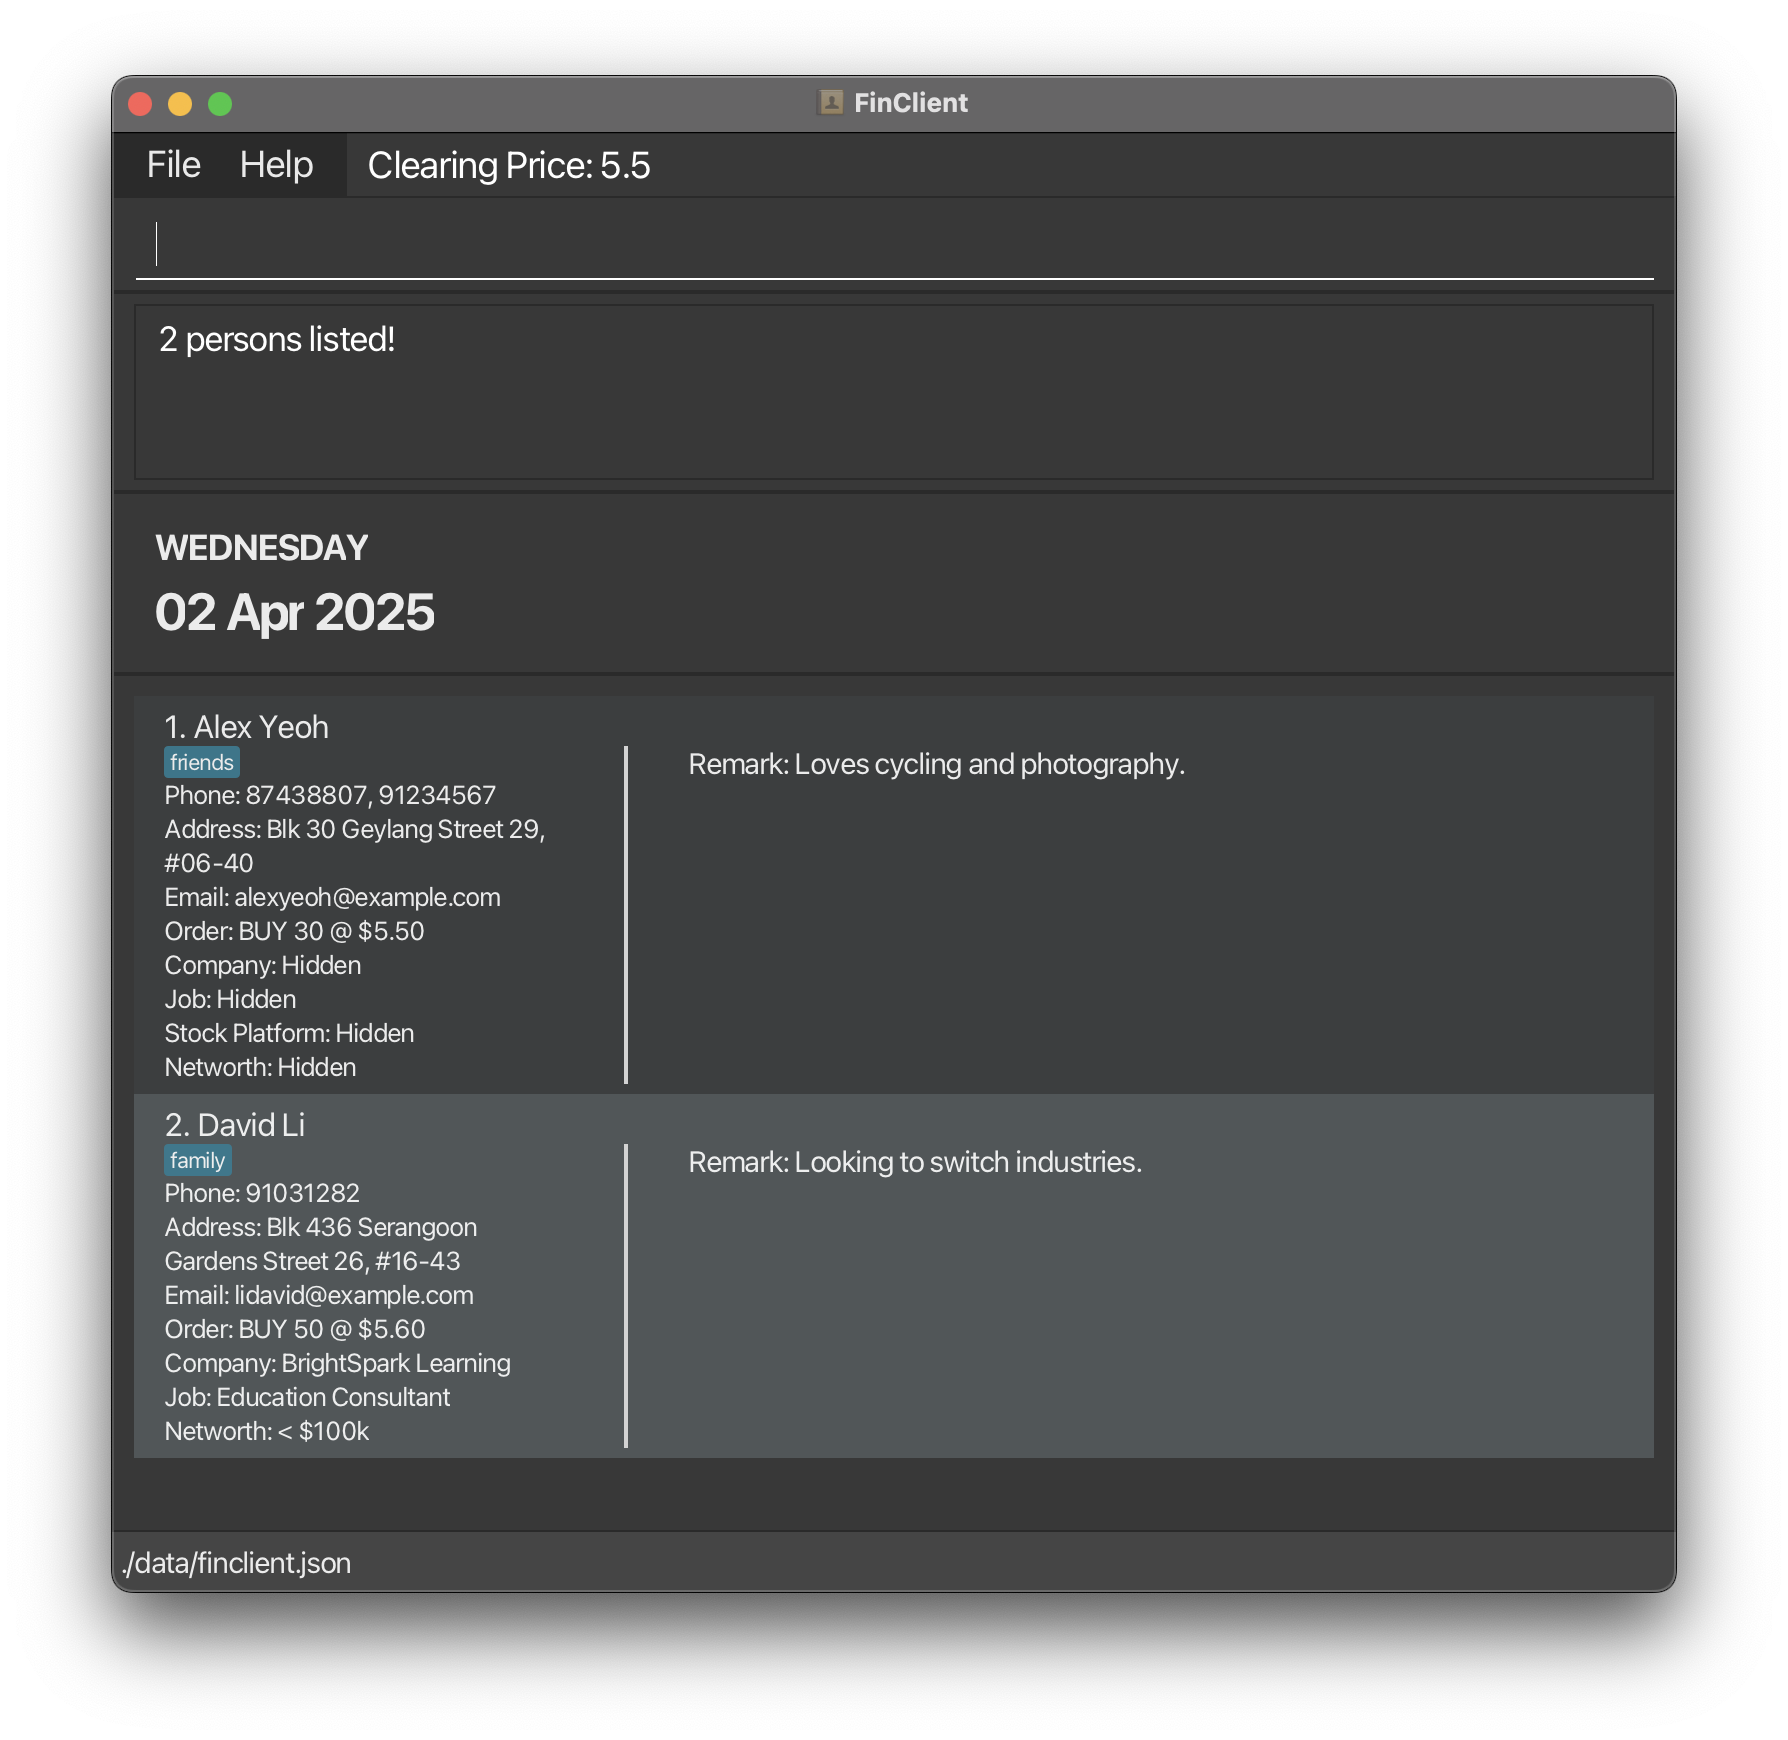 FinClient
File Help Clearing Price: 5.5
2 persons listed!
WEDNESDAY
02 Apr 2025
1. Alex Yeoh
friends
Phone: 87438807, 91234567
Address: Blk 30 Geylang Street 29,
#06-40
Email: alexyeoh@example.com
Order: BUY 30 @ $5.50
Company: Hidden
Job: Hidden
Stock Platform: Hidden
Networth: Hidden
Remark: Loves cycling and photography.
2. David Li
family
Phone: 91031282
Address: Blk 436 Serangoon
Gardens Street 26, #16-43
Email: lidavid@example.com
Order: BUY 50 @ $5.60
Company: BrightSpark Learning
Job: Education Consultant
Networth: < $100k
Remark: Looking to switch industries.
./data/finclient.json